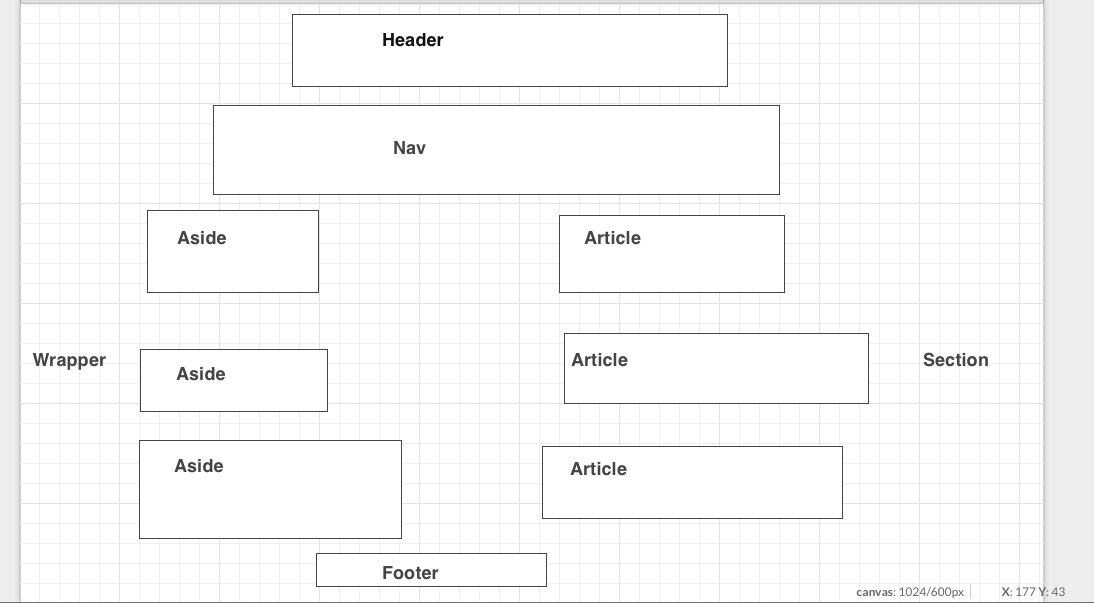 Header
Nav
Aside
Article
Wrapper
Aside
Article
Section
Aside
Article
Footer
canvas: 1024/600px
X: 177 Y: 43